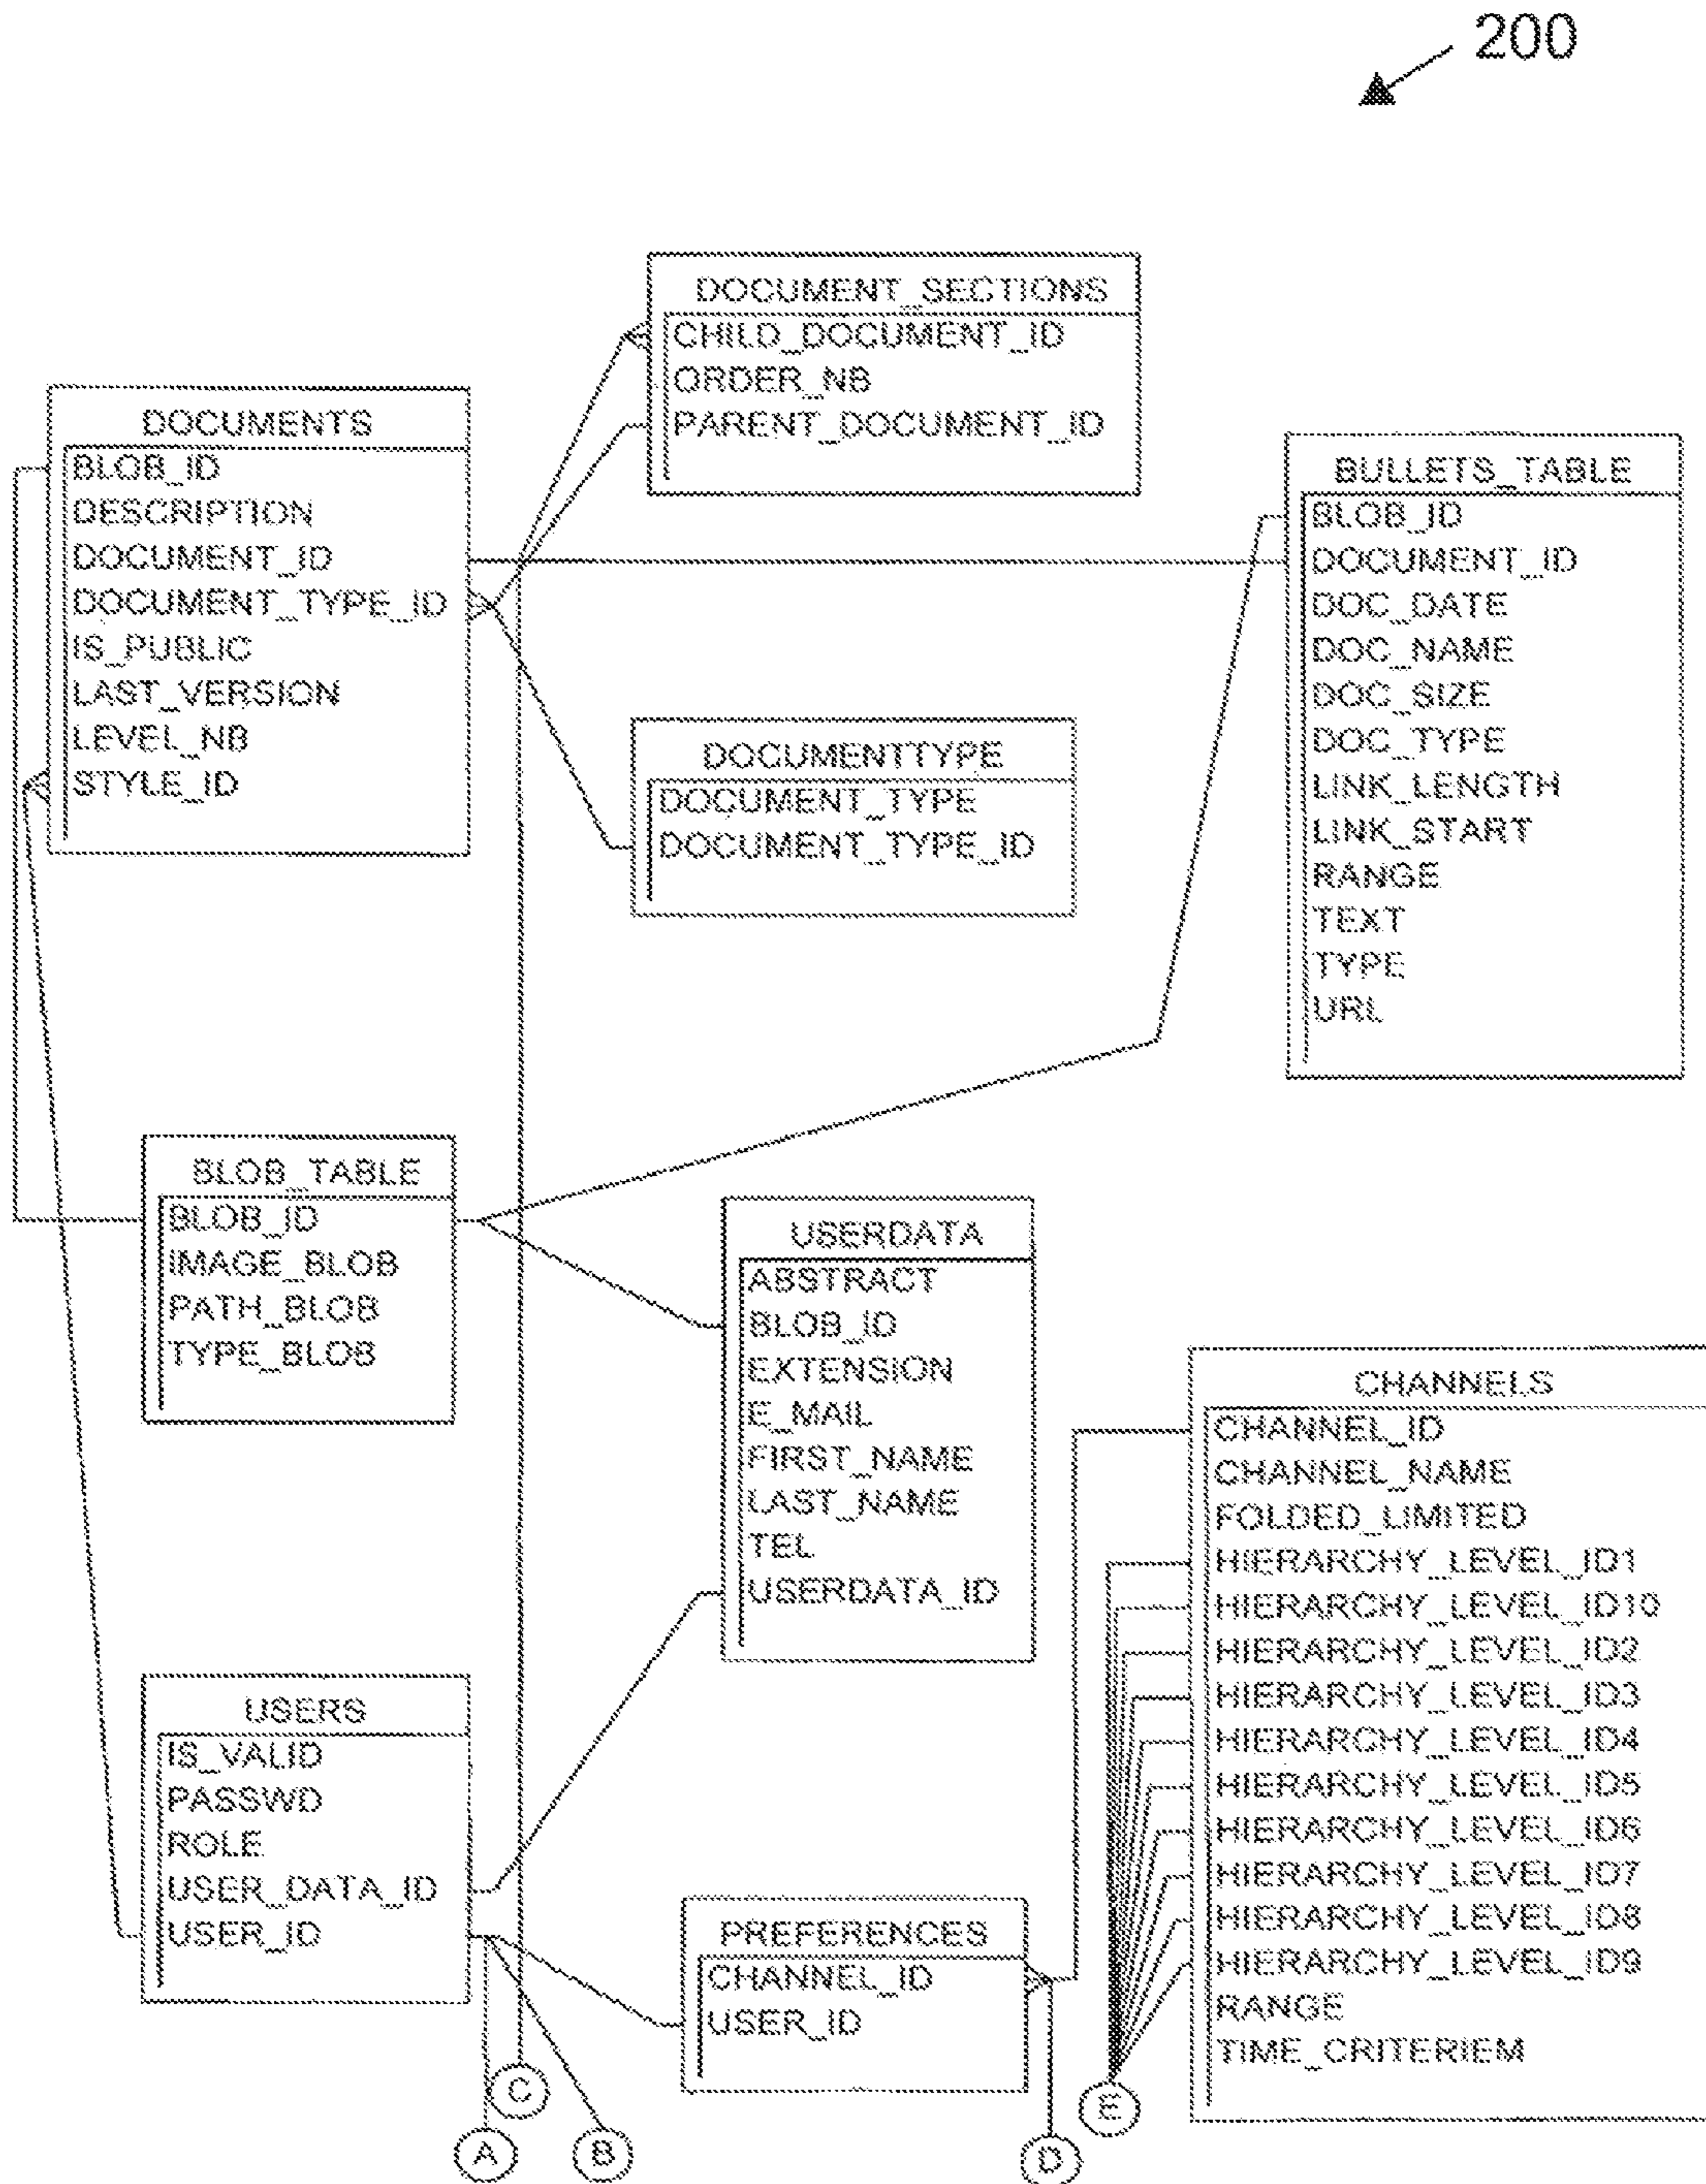 200
DOCUMENT_SECTIONS
CHILD_DOCUMENT_ID
ORDER_NB
PARENT_DOCUMENT_ID
DOCUMENTS
BLOB_ID
DESCRIPTION
DOCUMENT_ID
DOCUMENT_TYPE_ID
IS_PUBLIC
LAST_VERSION
LEVEL_NB
STYLE_ID
BULLETS_TABLE
BLOB_ID
DOCUMENT_ID
DOC_DATE
DOC_NAME
DOC_SIZE
DOC_TYPE
LINK_LENGTH
LINK_START
RANGE
TEXT
TYPE
URL
DOCUMENTTYPE
DOCUMENT_TYPE
DOCUMENT_TYPE_ID
BLOB_TABLE
BLOB_ID
IMAGE_BLOB
PATH_BLOB
TYPE_BLOB
USERDATA
ABSTRACT
BLOB_ID
EXTENSION
E_MAIL
FIRST_NAME
LAST_NAME
TEL
USERDATA_ID
CHANNELS
CHANNEL_ID
CHANNEL_NAME
FOLDED_LIMITED
HIERARCHY_LEVEL_ID1
HIERARCHY_LEVEL_ID10
HIERARCHY_LEVEL_ID2
HIERARCHY_LEVEL_ID3
HIERARCHY_LEVEL_ID4
HIERARCHY_LEVEL_ID5
HIERARCHY_LEVEL_ID6
HIERARCHY_LEVEL_ID7
HIERARCHY_LEVEL_ID8
HIERARCHY_LEVEL_ID9
RANGE
TIME_CRITERIEM
USERS
IS_VALID
PASSWD
ROLE
USER_DATA_ID
USER_ID
PREFERENCES
CHANNEL_ID
USER_ID
C
E
A
B
D